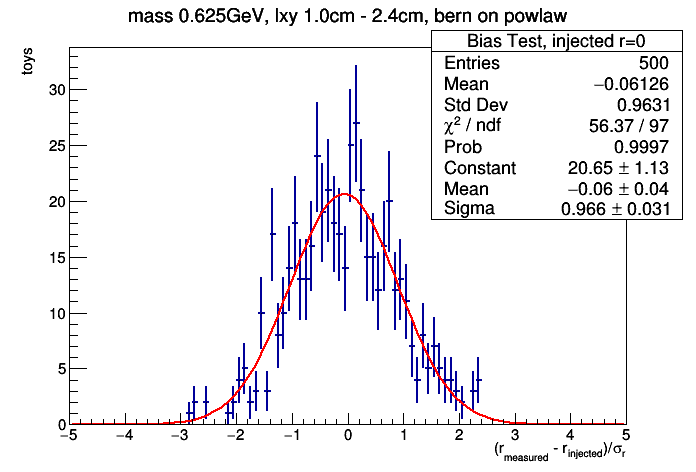 mass 0.625GeV, lxy 1.0cm - 2.4cm, bern on powlaw
Bias Test, injected r=0
Entries 500
Mean −0.06126
Std Dev 0.9631
χ² / ndf 56.37 / 97
Prob 0.9997
Constant 20.65 ± 1.13
Mean −0.06 ± 0.04
Sigma 0.966 ± 0.031
toys
30
25
20
15
10
5
0
−5 −4 −3 −2 −1 0 1 2 3 4 5
(r_measured - r_injected)/σ_r